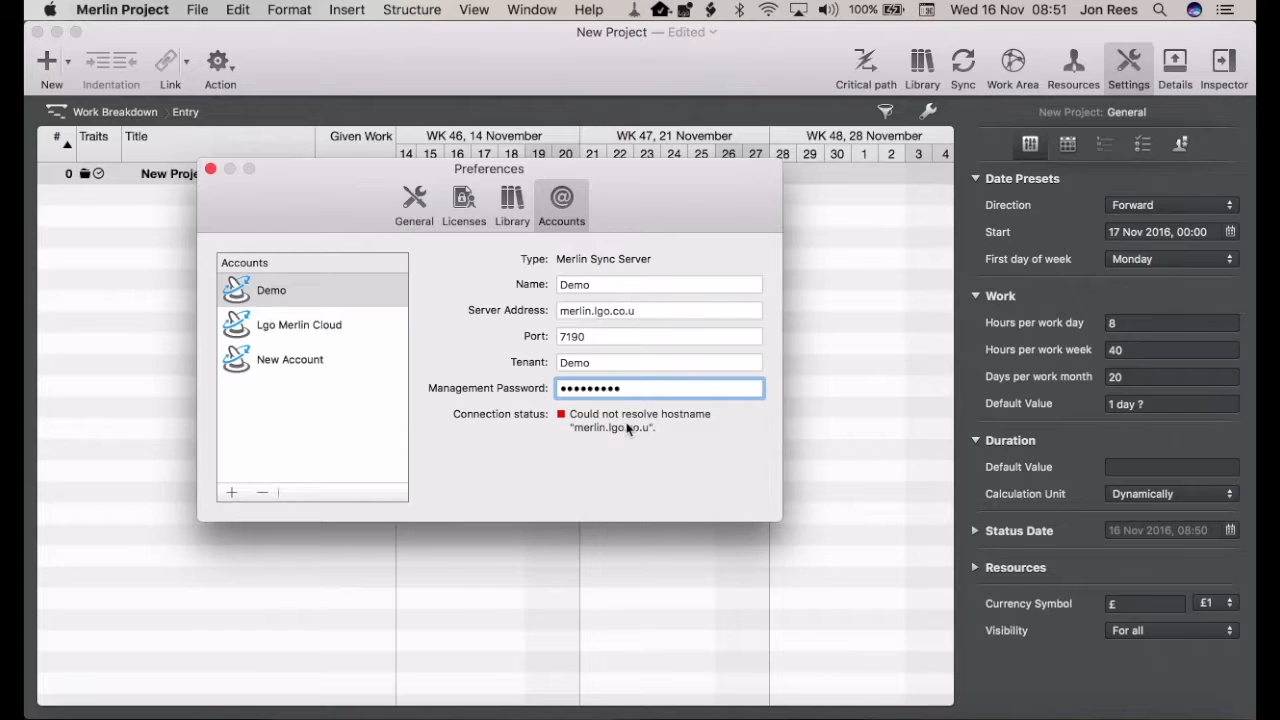 Merlin Project File Edit Format Insert Structure View Window Help 100% Wed 16 Nov 08:51 Jon Rees
New Project — Edited
New Indentation Link Action Critical path Library Sync Work Area Resources Settings Details Inspector
Work Breakdown Entry
New Project: General
# Traits Title Given Work WK 46, 14 November WK 47, 21 November WK 48, 28 November
14 15 16 17 18 19 20 21 22 23 24 25 26 27 28 29 30 1 2 3 4
0 New Proje
Preferences
General Licenses Library Accounts
Accounts
Demo
Lgo Merlin Cloud
New Account
+ −
Type: Merlin Sync Server
Name: Demo
Server Address: merlin.lgo.co.u
Port: 7190
Tenant: Demo
Management Password: •••••••••
Connection status: Could not resolve hostname
"merlin.lgo.co.u".
Date Presets
Direction Forward
Start 17 Nov 2016, 00:00
First day of week Monday
Work
Hours per work day 8
Hours per work week 40
Days per work month 20
Default Value 1 day ?
Duration
Default Value
Calculation Unit Dynamically
Status Date 16 Nov 2016, 08:50
Resources
Currency Symbol £ £1
Visibility For all